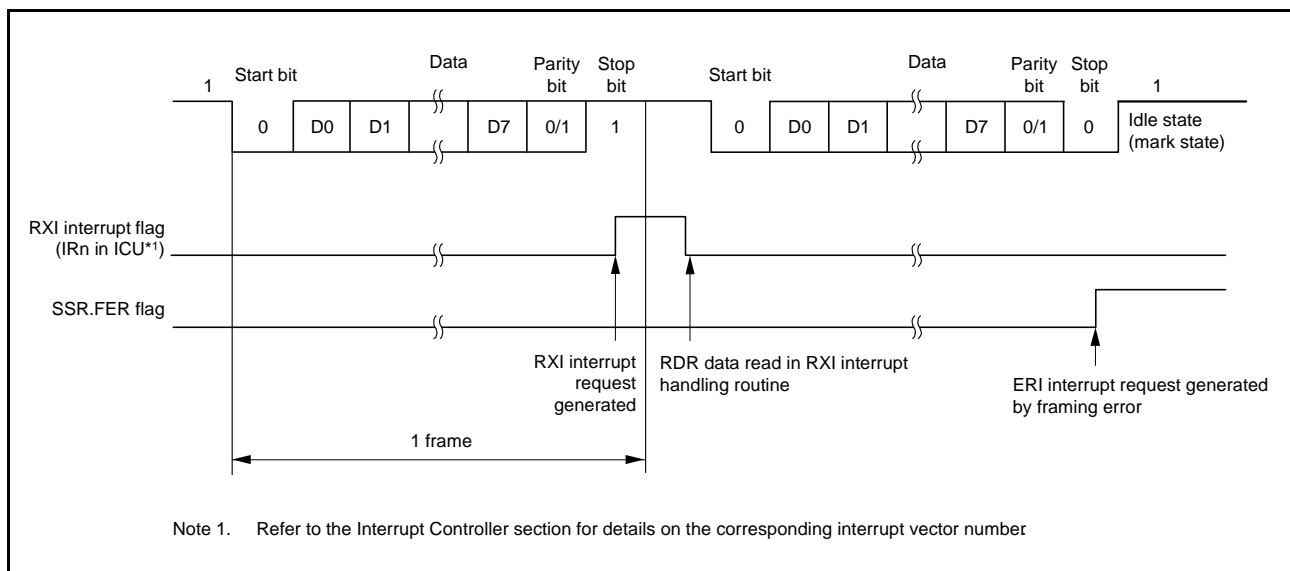 1 Start bit Data Parity bit Stop bit Start bit Data Parity bit Stop bit 1
0 D0 D1 D7 0/1 1 0 D0 D1 D7 0/1 0 Idle state (mark state)
RXI interrupt flag
(IRn in ICU*1)
SSR.FER flag
RXI interrupt
request
generated
RDR data read in RXI interrupt
handling routine
ERI interrupt request generated
by framing error
1 frame
Note 1. Refer to the Interrupt Controller section for details on the corresponding interrupt vector number